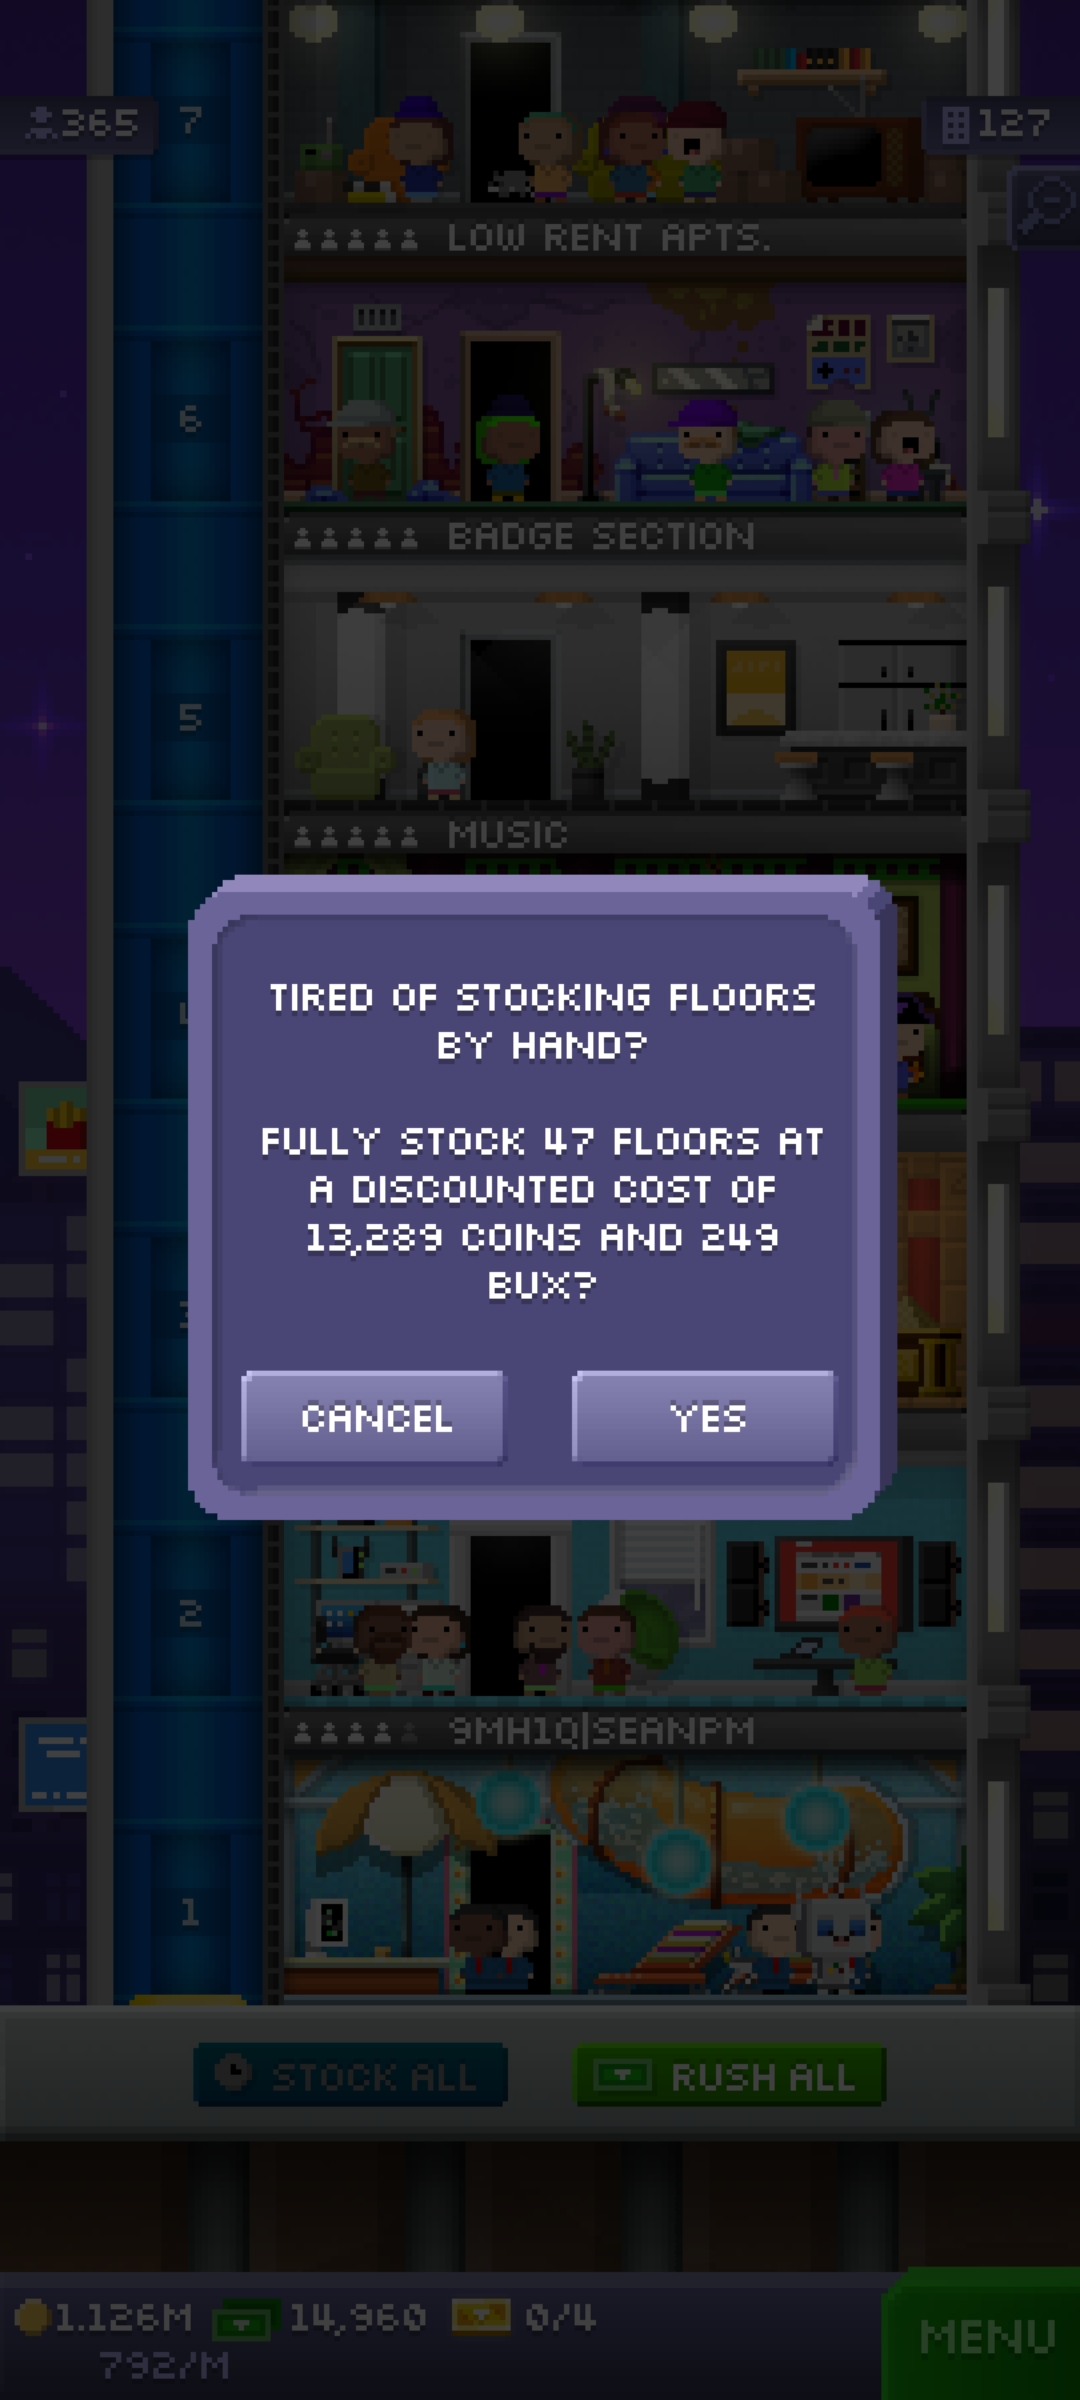 365
7
127
LOW RENT APTS.
6
BADGE SECTION
5
MUSIC
TIRED OF STOCKING FLOORS
BY HAND?
FULLY STOCK 47 FLOORS AT
A DISCOUNTED COST OF
13,289 COINS AND 249
BUX?
CANCEL
YES
2
9MH1Q|SEANPM
1
STOCK ALL
RUSH ALL
1.126M
14,960
0/4
792/M
MENU